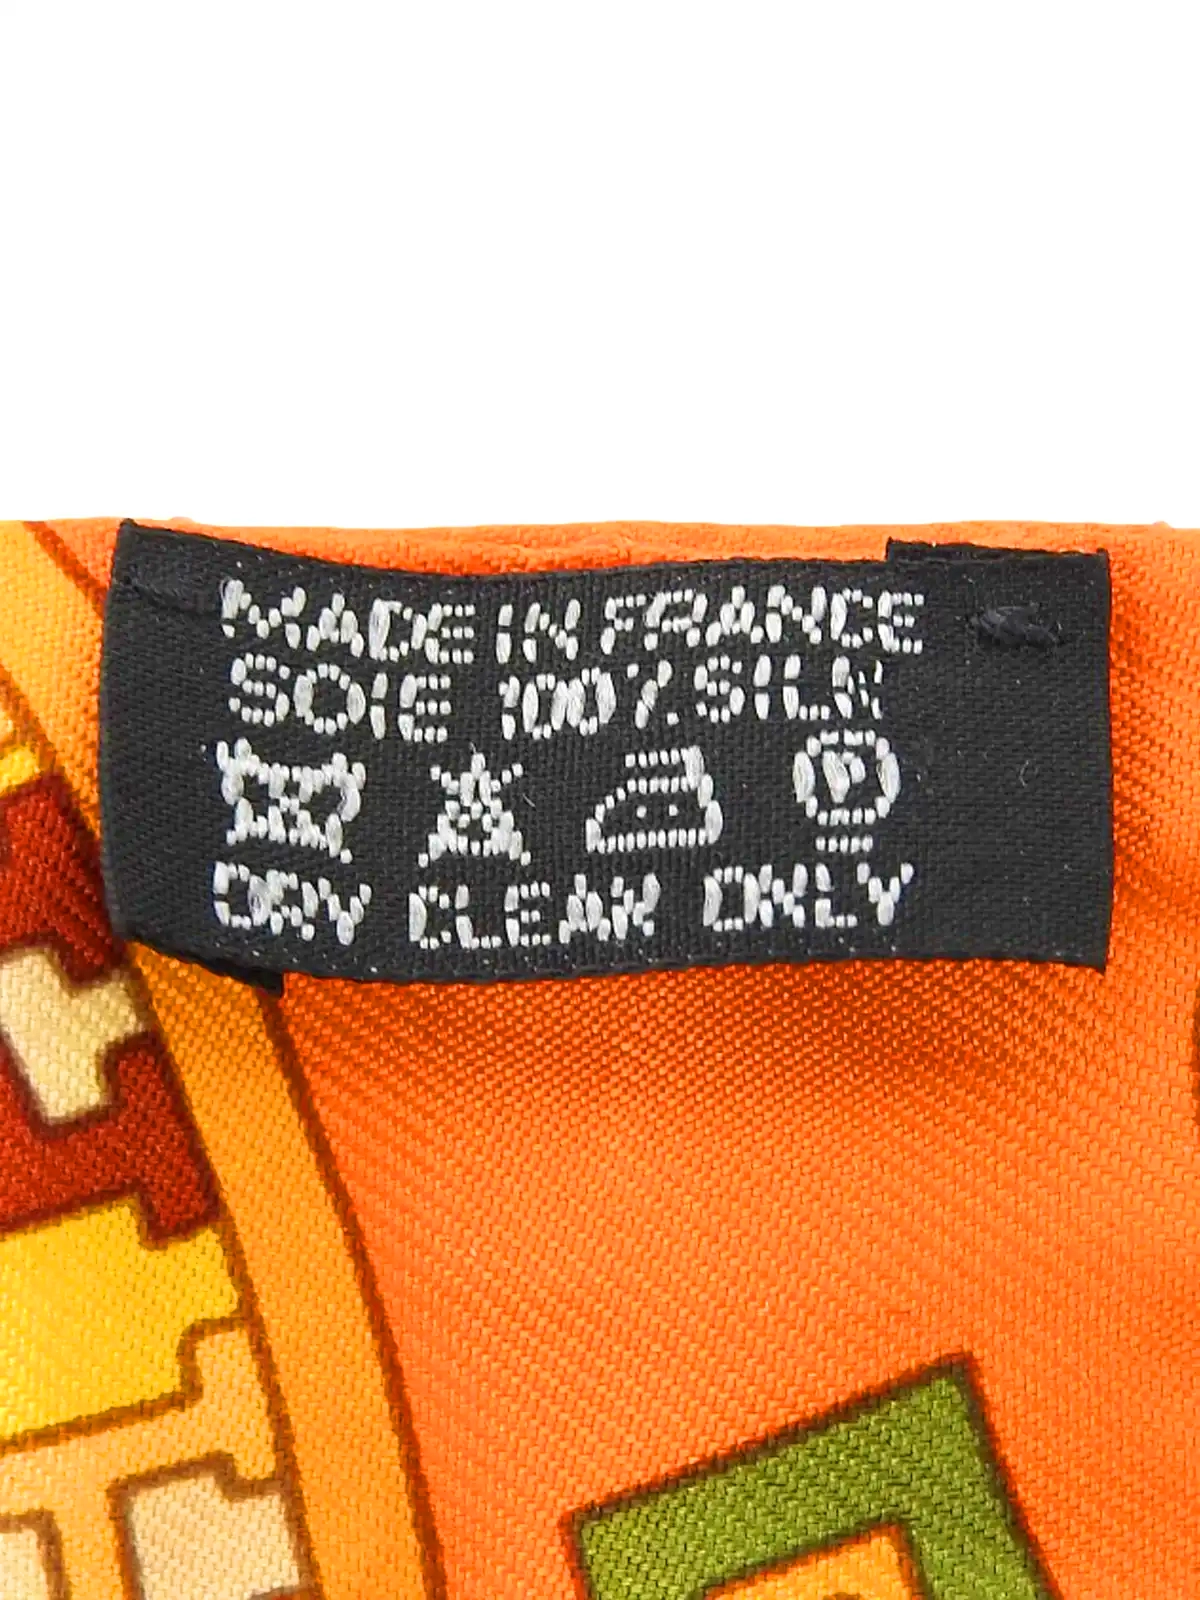 MADE IN FRANCE
SOIE 100% SILK
P
DRY CLEAN ONLY